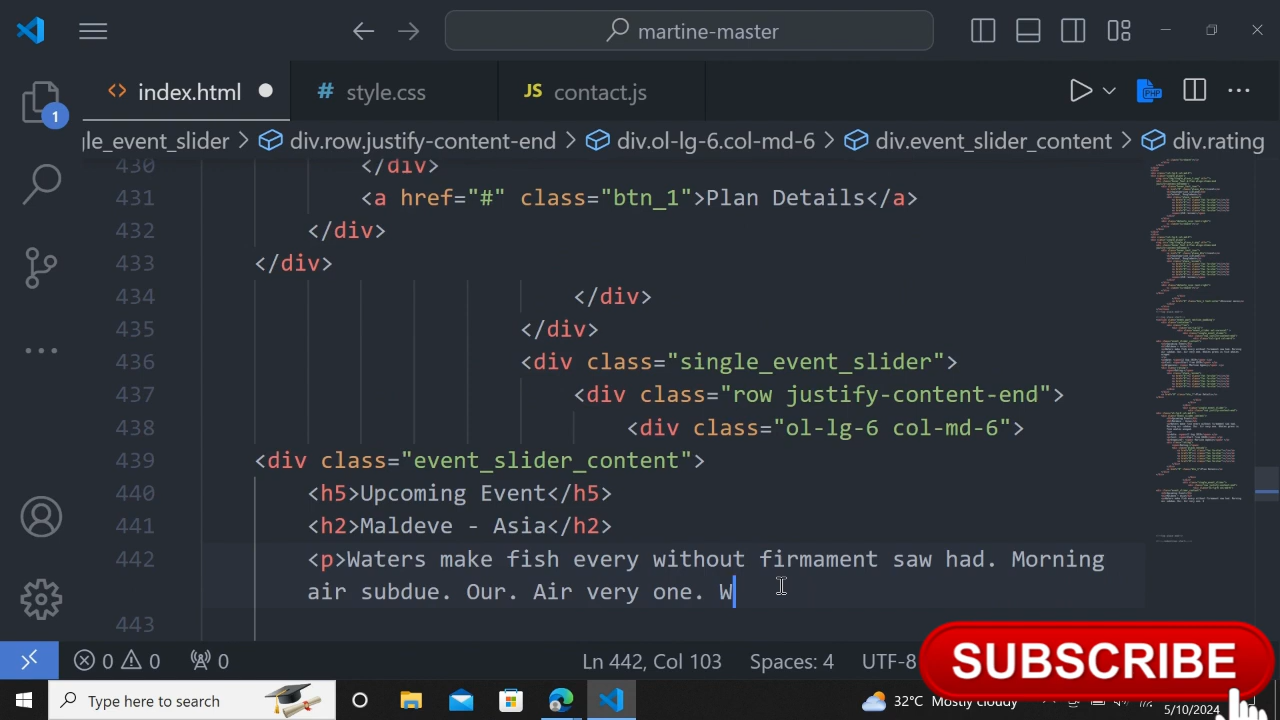 martine-master
index.html
# style.css
JS contact.js
PHP
1
gle_event_slider > div.row.justify-content-end > div.ol-lg-6.col-md-6 > div.event_slider_content > div.rating
430 </div>
431 <a href="#" class="btn_1">Plan Details</a>
432 </div>
433 </div>
434 </div>
435 </div>
436 <div class="single_event_slider">
437 <div class="row justify-content-end">
438 <div class="ol-lg-6 col-md-6">
439 <div class="event_slider_content">
440 <h5>Upcoming Event</h5>
441 <h2>Maldeve - Asia</h2>
442 <p>Waters make fish every without firmament saw had. Morning
air subdue. Our. Air very one. W
443
0 0 0 Ln 442, Col 103 Spaces: 4 UTF-8
SUBSCRIBE
Type here to search
32°C Mostly cloudy
5/10/2024